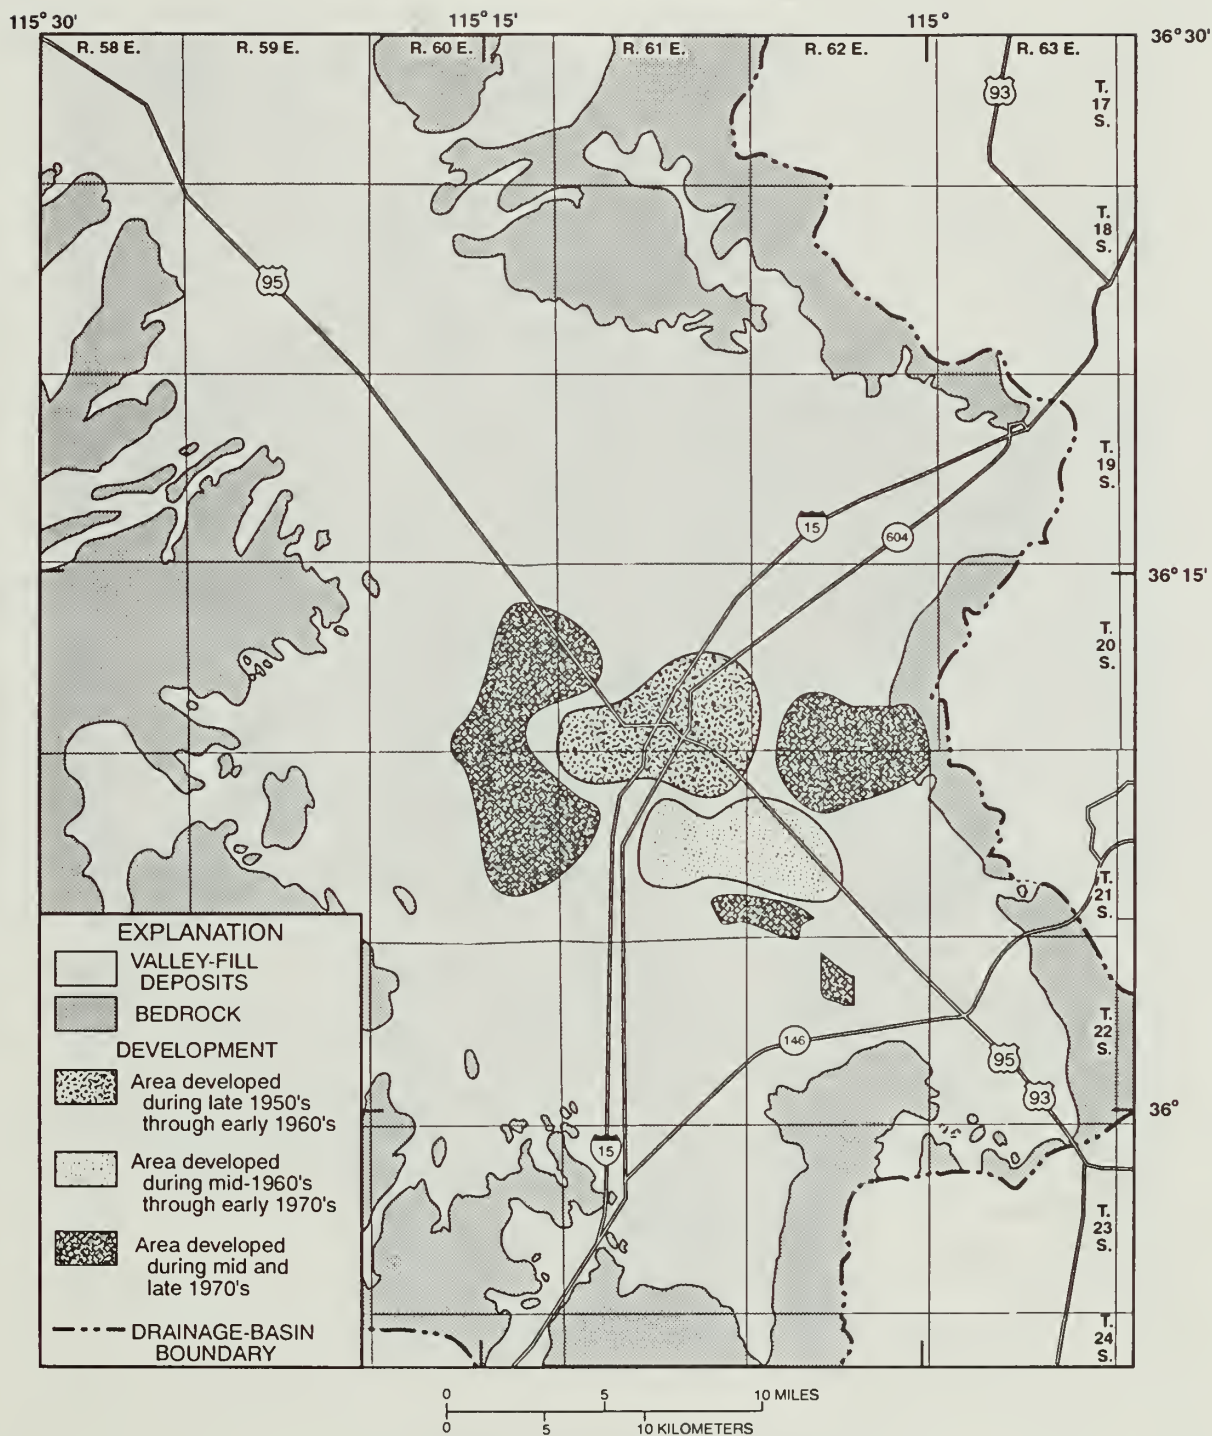 115° 30'
115° 15'
115°
36° 30'
R. 58 E.
R. 59 E.
R. 60 E.
R. 61 E.
R. 62 E.
R. 63 E.
93
T.
17
S.
T.
18
S.
95
T.
19
S.
15
604
36° 15'
T.
20
S.
T.
21
S.
EXPLANATION
VALLEY-FILL
DEPOSITS
BEDROCK
DEVELOPMENT
Area developed
during late 1950's
through early 1960's
Area developed
during mid-1960's
through early 1970's
Area developed
during mid and
late 1970's
DRAINAGE-BASIN
BOUNDARY
146
T.
22
S.
95
93
36°
15
T.
23
S.
T.
24
S.
0 5 10 MILES
0 5 10 KILOMETERS